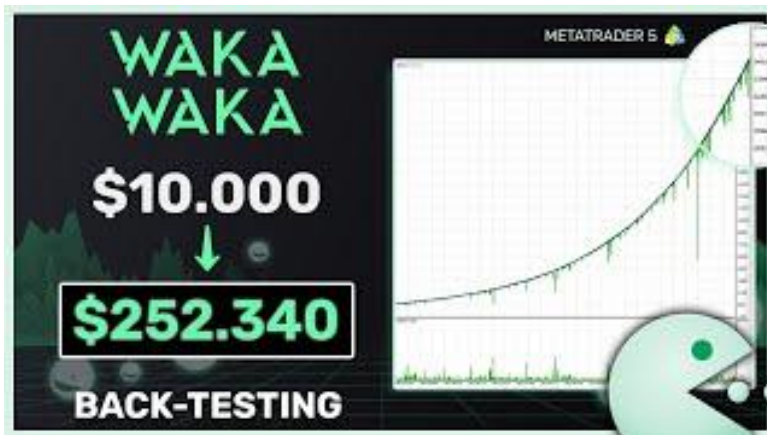 WAKA
WAKA
$10.000
$252.340
BACK-TESTING
METATRADER 5